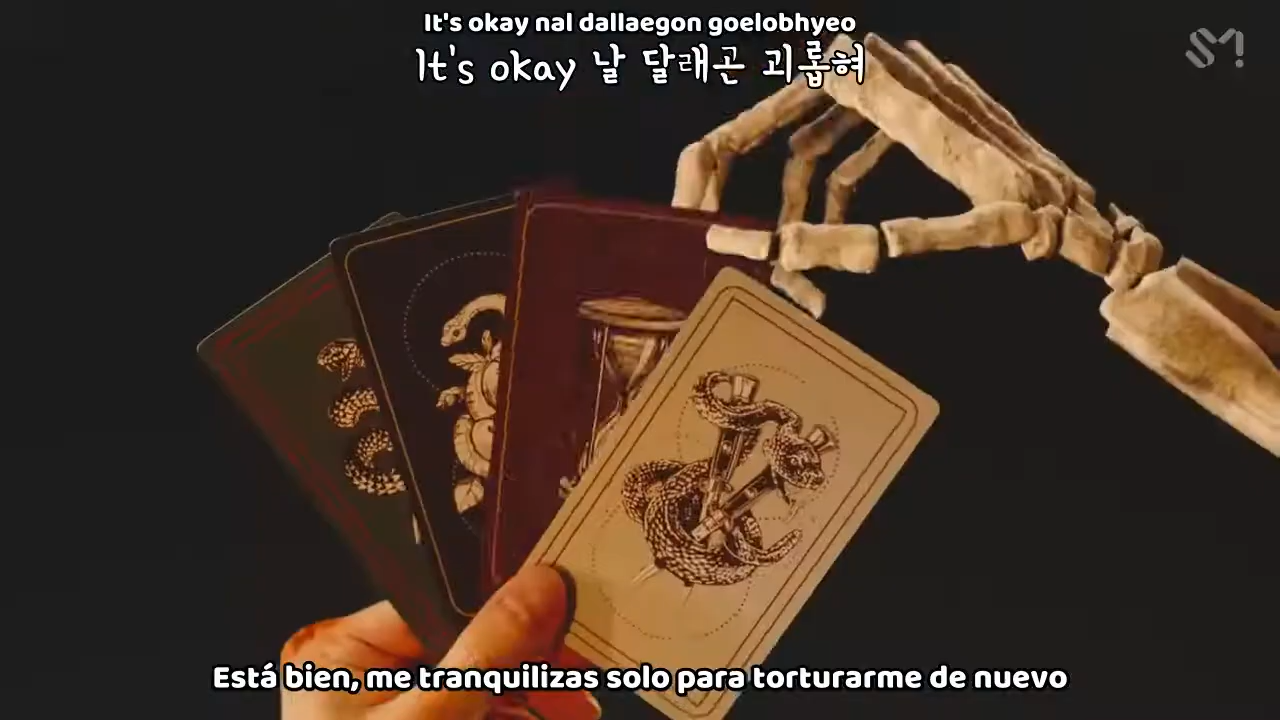 It's okay nal dallaegon goelobhyeo
It's okay 날 달래곤 괴롭혀
SM!
Está bien, me tranquilizas solo para torturarme de nuevo